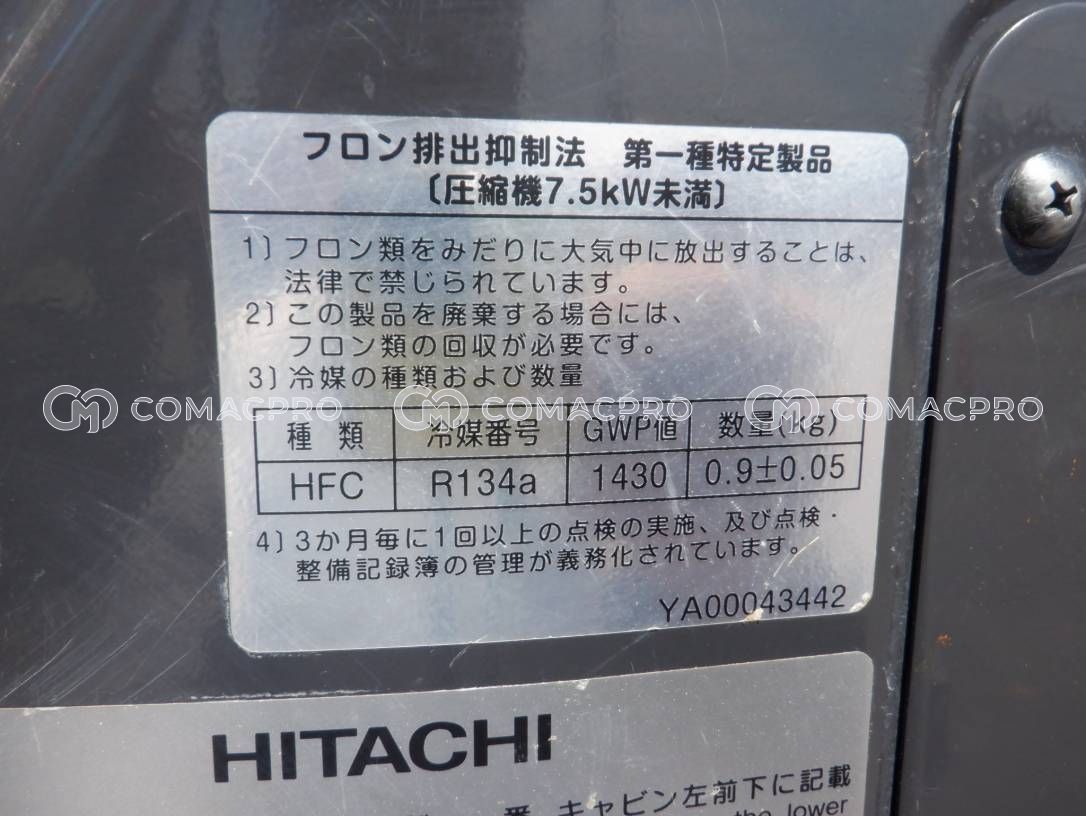 フロン排出抑制法 第一種特定製品
〔圧縮機7.5kW未満〕
1) フロン類をみだりに大気中に放出することは、
法律で禁じられています。
2) この製品を廃棄する場合には、
フロン類の回収が必要です。
3) 冷媒の種類および数量
COMACPRO COMACPRO COMACPRO
種類 冷媒番号 GWP値 数量(kg)
HFC R134a 1430 0.9±0.05
4) 3か月毎に1回以上の点検の実施、及び点検・
整備記録簿の管理が義務化されています。
YA00043442
HITACHI
番 キャビン左前下に記載
the lower